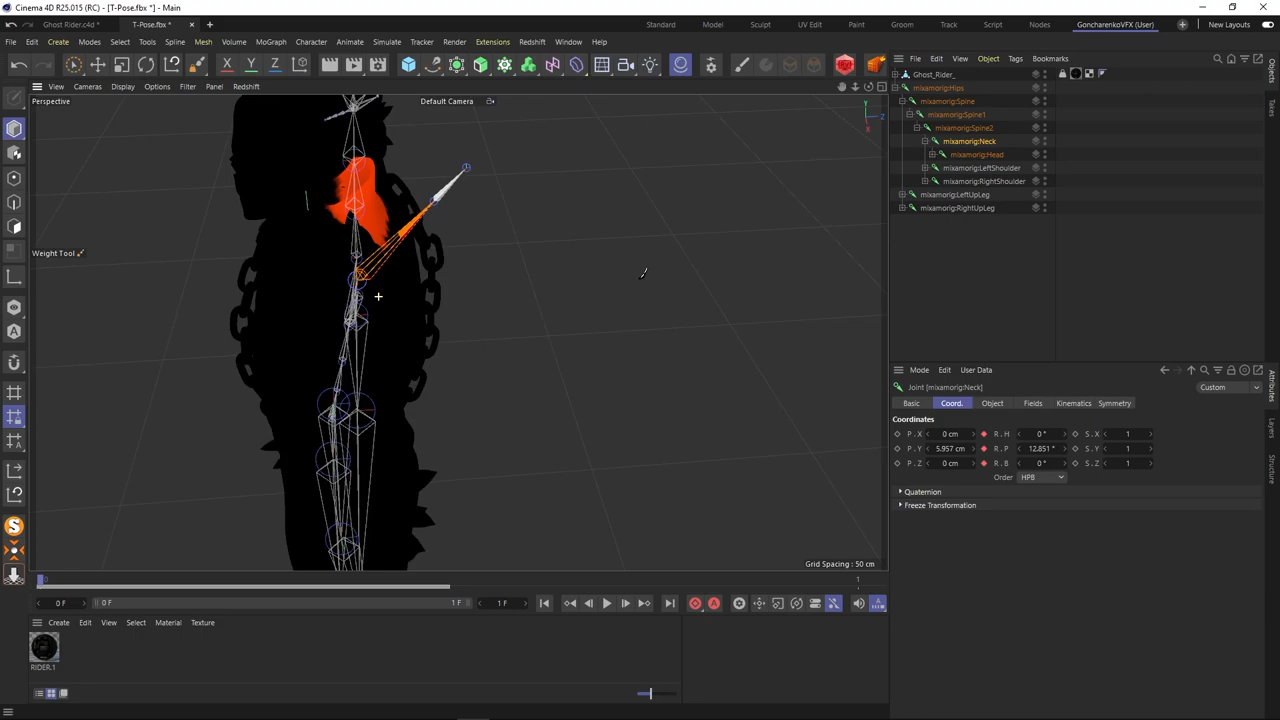 Cinema 4D R25.015 (RC) - [T-Pose.fbx *] - Main
Ghost Rider.c4d * T-Pose.fbx * Standard Model Sculpt UV Edit Paint Groom Track Script Nodes GoncharenkoVFX (User) New Layouts
Edit Create Modes Select Tools Spline Mesh Volume MoGraph Character Animate Simulate Tracker Render Extensions Redshift Window Help
File Edit View Object Tags Bookmarks
X Y Z
View Cameras Display Options Filter Panel Redshift
Perspective Default Camera
Y
Z
X
Weight Tool
Ghost_Rider_
mixamorig:Hips
mixamorig:Spine
mixamorig:Spine1
mixamorig:Spine2
mixamorig:Neck
mixamorig:Head
mixamorig:LeftShoulder
mixamorig:RightShoulder
mixamorig:LeftUpLeg
mixamorig:RightUpLeg
Objects
Takes
Mode Edit User Data
Joint [mixamorig:Neck] Custom
Basic Coord. Object Fields Kinematics Symmetry
Coordinates
P . X 0 cm R . H 0 ° S . X 1
P . Y 5.957 cm R . P 12.851 ° S . Y 1
P . Z 0 cm R . B 0 ° S . Z 1
Order HPB
Quaternion
Freeze Transformation
Attributes
Layers
Structure
Grid Spacing : 50 cm
0 1
0 F 0 F 1 F 1 F
Create Edit View Select Material Texture
RIDER.1